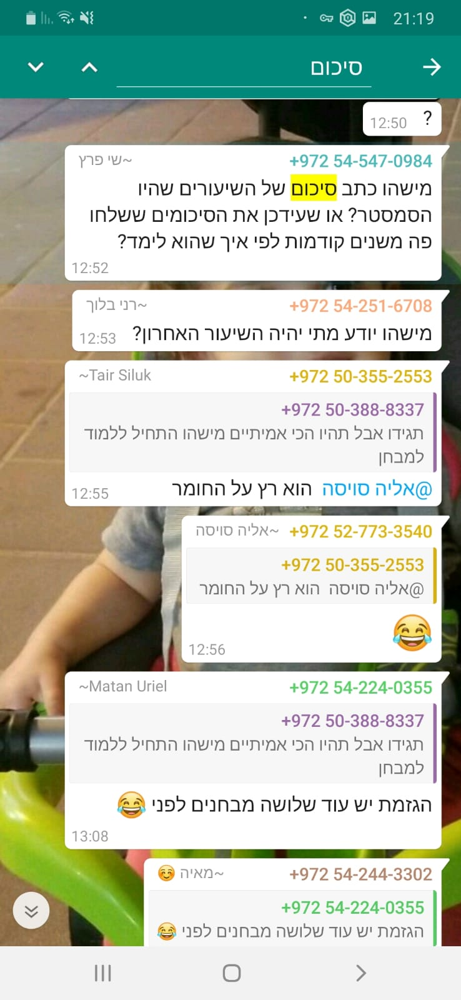 21:19
סיכום
?
12:50
+972 54-547-0984 ~שי פרץ
מישהו כתב סיכום של השיעורים שהיו
הסמסטר? או שעידכן את הסיכומים ששלחו
פה משנים קודמות לפי איך שהוא לימד?
12:52
+972 54-251-6708 ~רני בלוך
מישהו יודע מתי יהיה השיעור האחרון?
12:53
+972 50-355-2553 ~Tair Siluk
+972 50-388-8337
תגידו אבל תהיו הכי אמיתיים מישהו התחיל ללמוד
למבחן
@אליה סויסה הוא רץ על החומר
12:55
+972 52-773-3540 ~אליה סויסה
+972 50-355-2553
@אליה סויסה הוא רץ על החומר
😂
12:56
+972 54-224-0355 ~Matan Uriel
+972 50-388-8337
תגידו אבל תהיו הכי אמיתיים מישהו התחיל ללמוד
למבחן
הגזמת יש עוד שלושה מבחנים לפני 😂
13:08
+972 54-244-3302 ~מאיה ☺️
+972 54-224-0355
הגזמת יש עוד שלושה מבחנים לפני 😂